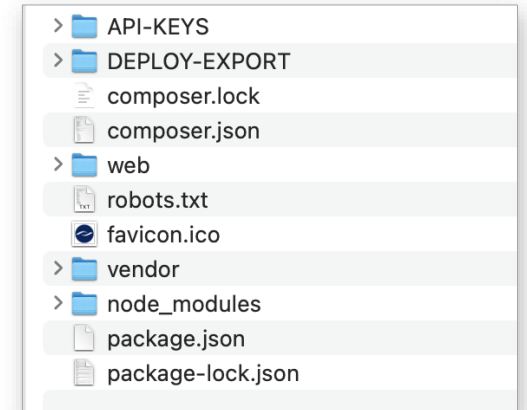 API-KEYS
DEPLOY-EXPORT
composer.lock
composer.json
web
robots.txt
favicon.ico
vendor
node_modules
package.json
package-lock.json